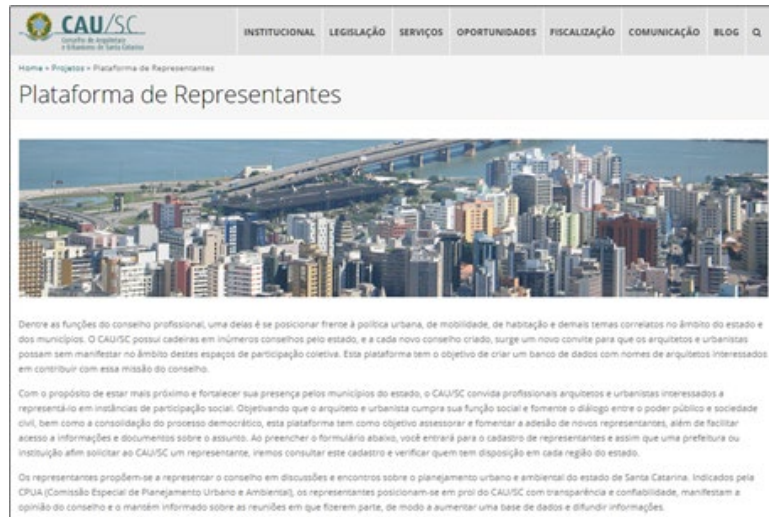 CAU/SC
Conselho de Arquitetura
e Urbanismo de Santa Catarina
INSTITUCIONAL LEGISLAÇÃO SERVIÇOS OPORTUNIDADES FISCALIZAÇÃO COMUNICAÇÃO BLOG
Home » Projetos » Plataforma de Representantes
Plataforma de Representantes
Dentre as funções do conselho profissional, uma delas é se posicionar frente à política urbana, de mobilidade, de habitação e demais temas correlatos no âmbito do estado e
dos municípios. O CAU/SC possui cadeiras em inúmeros conselhos pelo estado, e a cada novo conselho criado, surge um novo convite para que os arquitetos e urbanistas
possam sem manifestar no âmbito destes espaços de participação coletiva. Esta plataforma tem o objetivo de criar um banco de dados com nomes de arquitetos interessados
em contribuir com essa missão do conselho.
Com o propósito de estar mais próximo e fortalecer sua presença pelos municípios do estado, o CAU/SC convida profissionais arquitetos e urbanistas interessados a
representá-lo em instâncias de participação social. Objetivando que o arquiteto e urbanista cumpra sua função social e fomente o diálogo entre o poder público e sociedade
civil, bem como a consolidação do processo democrático, esta plataforma tem como objetivo assessorar e fomentar a adesão de novos representantes, além de facilitar
acesso a informações e documentos sobre o assunto. Ao preencher o formulário abaixo, você entrará para o cadastro de representantes e assim que uma prefeitura ou
instituição afim solicitar ao CAU/SC um representante, iremos consultar este cadastro e verificar quem tem disposição em cada região do estado.
Os representantes propõem-se a representar o conselho em discussões e encontros sobre o planejamento urbano e ambiental do estado de Santa Catarina. Indicados pela
CPUA (Comissão Especial de Planejamento Urbano e Ambiental), os representantes posicionam-se em prol do CAU/SC com transparência e confiabilidade, manifestam a
opinião do conselho e o mantém informado sobre as reuniões em que fizerem parte, de modo a aumentar uma base de dados e difundir informações.